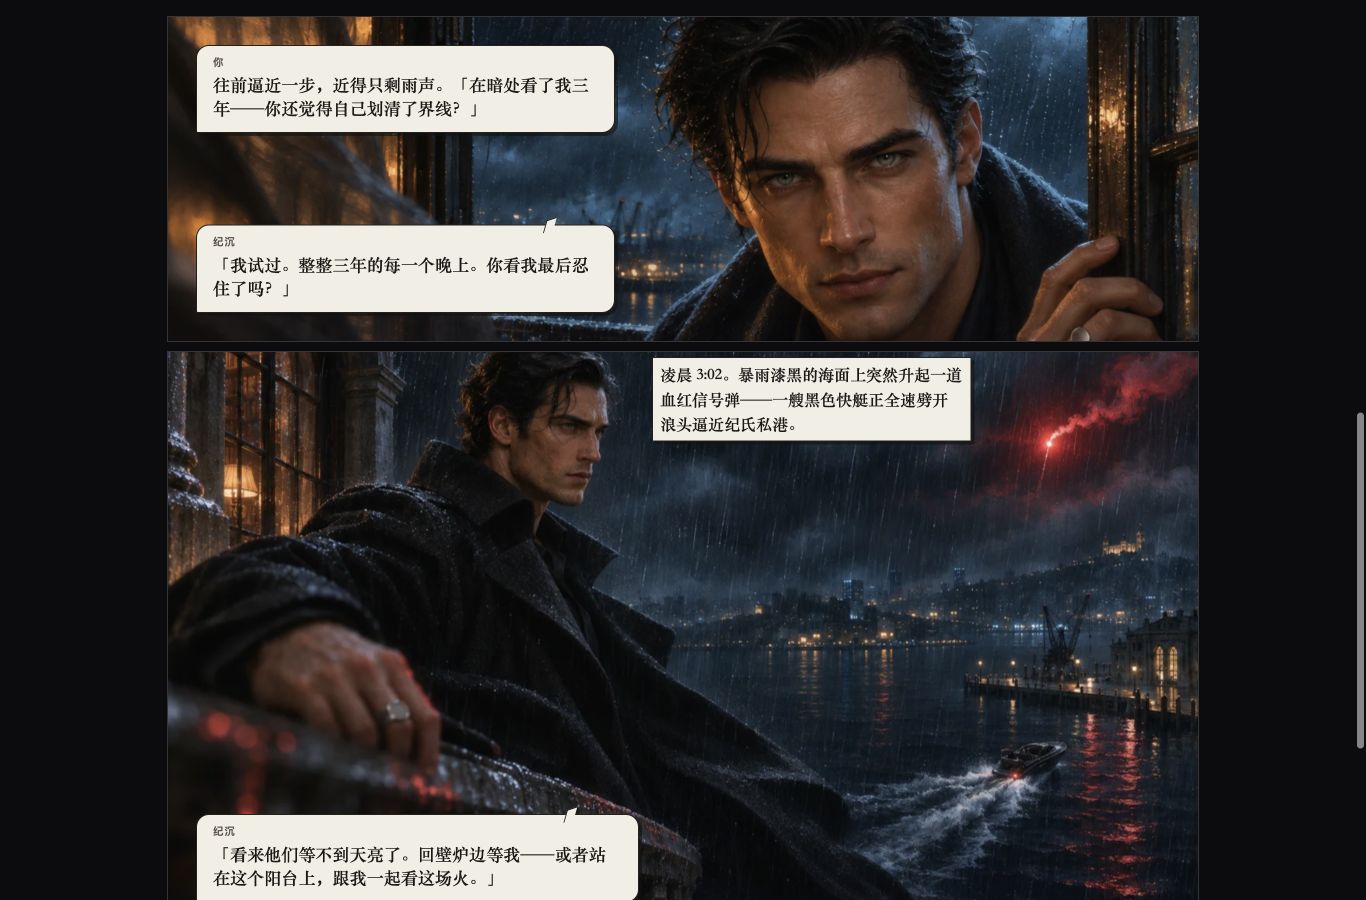 你
往前逼近一步，近得只剩雨声。「在暗处看了我三
年——你还觉得自己划清了界线？」
纪沉
「我试过。整整三年的每一个晚上。你看我最后忍
住了吗？」
凌晨 3:02。暴雨漆黑的海面上突然升起一道
血红信号弹——一艘黑色快艇正全速劈开
浪头逼近纪氏私港。
纪沉
「看来他们等不到天亮了。回壁炉边等我——或者站
在这个阳台上，跟我一起看这场火。」